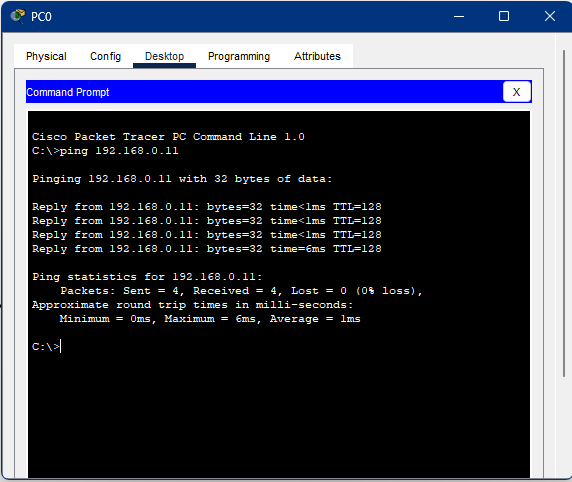 PC0
Physical Config Desktop Programming Attributes
Command Prompt X
Cisco Packet Tracer PC Command Line 1.0
C:\>ping 192.168.0.11
Pinging 192.168.0.11 with 32 bytes of data:
Reply from 192.168.0.11: bytes=32 time<1ms TTL=128
Reply from 192.168.0.11: bytes=32 time<1ms TTL=128
Reply from 192.168.0.11: bytes=32 time<1ms TTL=128
Reply from 192.168.0.11: bytes=32 time=6ms TTL=128
Ping statistics for 192.168.0.11:
Packets: Sent = 4, Received = 4, Lost = 0 (0% loss),
Approximate round trip times in milli-seconds:
Minimum = 0ms, Maximum = 6ms, Average = 1ms
C:\>